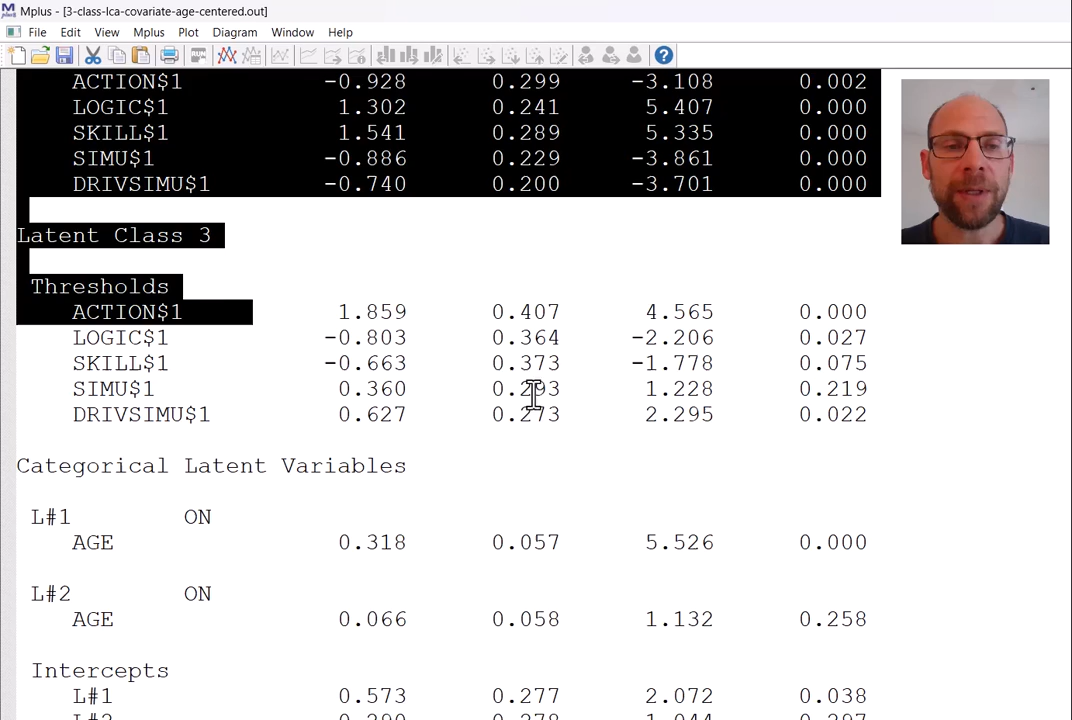 Mplus - [3-class-lca-covariate-age-centered.out]
File Edit View Mplus Plot Diagram Window Help
RUN
ACTION$1 -0.928 0.299 -3.108 0.002
LOGIC$1 1.302 0.241 5.407 0.000
SKILL$1 1.541 0.289 5.335 0.000
SIMU$1 -0.886 0.229 -3.861 0.000
DRIVSIMU$1 -0.740 0.200 -3.701 0.000
Latent Class 3
Thresholds
ACTION$1 1.859 0.407 4.565 0.000
LOGIC$1 -0.803 0.364 -2.206 0.027
SKILL$1 -0.663 0.373 -1.778 0.075
SIMU$1 0.360 0.293 1.228 0.219
DRIVSIMU$1 0.627 0.273 2.295 0.022
Categorical Latent Variables
L#1 ON
AGE 0.318 0.057 5.526 0.000
L#2 ON
AGE 0.066 0.058 1.132 0.258
Intercepts
L#1 0.573 0.277 2.072 0.038